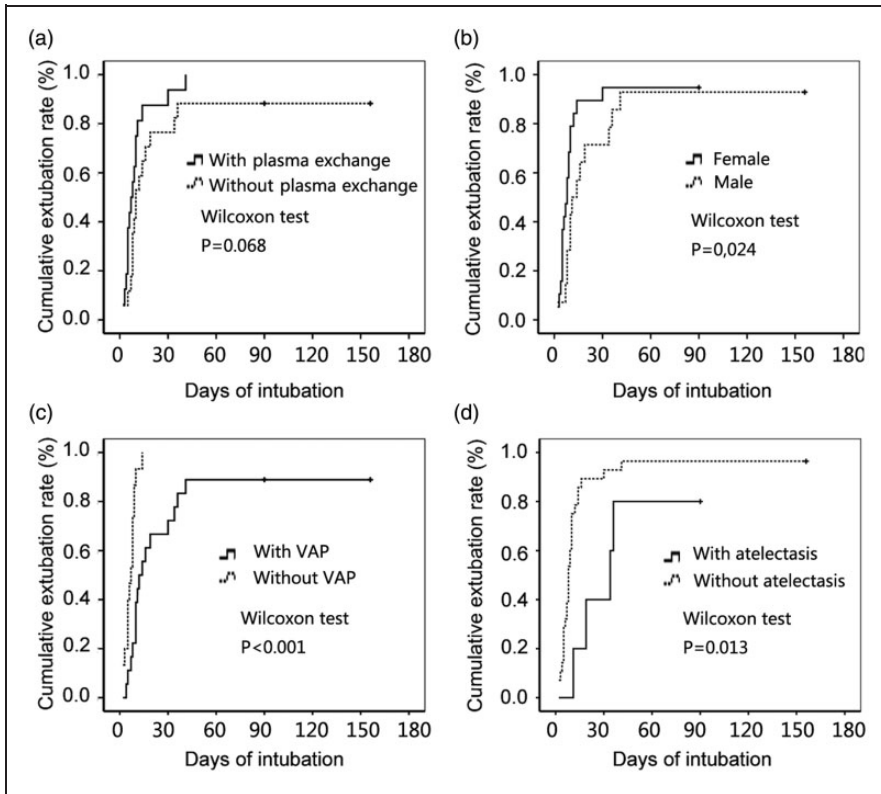 (a)
Cumulative extubation rate (%)
1.0
0.8
0.6
0.4
0.2
0.0
With plasma exchange
Without plasma exchange
Wilcoxon test
P=0.068
0 30 60 90 120 150 180
Days of intubation
(b)
Cumulative extubation rate (%)
1.0
0.8
0.6
0.4
0.2
0.0
Female
Male
Wilcoxon test
P=0,024
0 30 60 90 120 150 180
Days of intubation
(c)
Cumulative extubation rate (%)
1.0
0.8
0.6
0.4
0.2
0.0
With VAP
Without VAP
Wilcoxon test
P<0.001
0 30 60 90 120 150 180
Days of intubation
(d)
Cumulative extubation rate (%)
1.0
0.8
0.6
0.4
0.2
0.0
With atelectasis
Without atelectasis
Wilcoxon test
P=0.013
0 30 60 90 120 150 180
Days of intubation